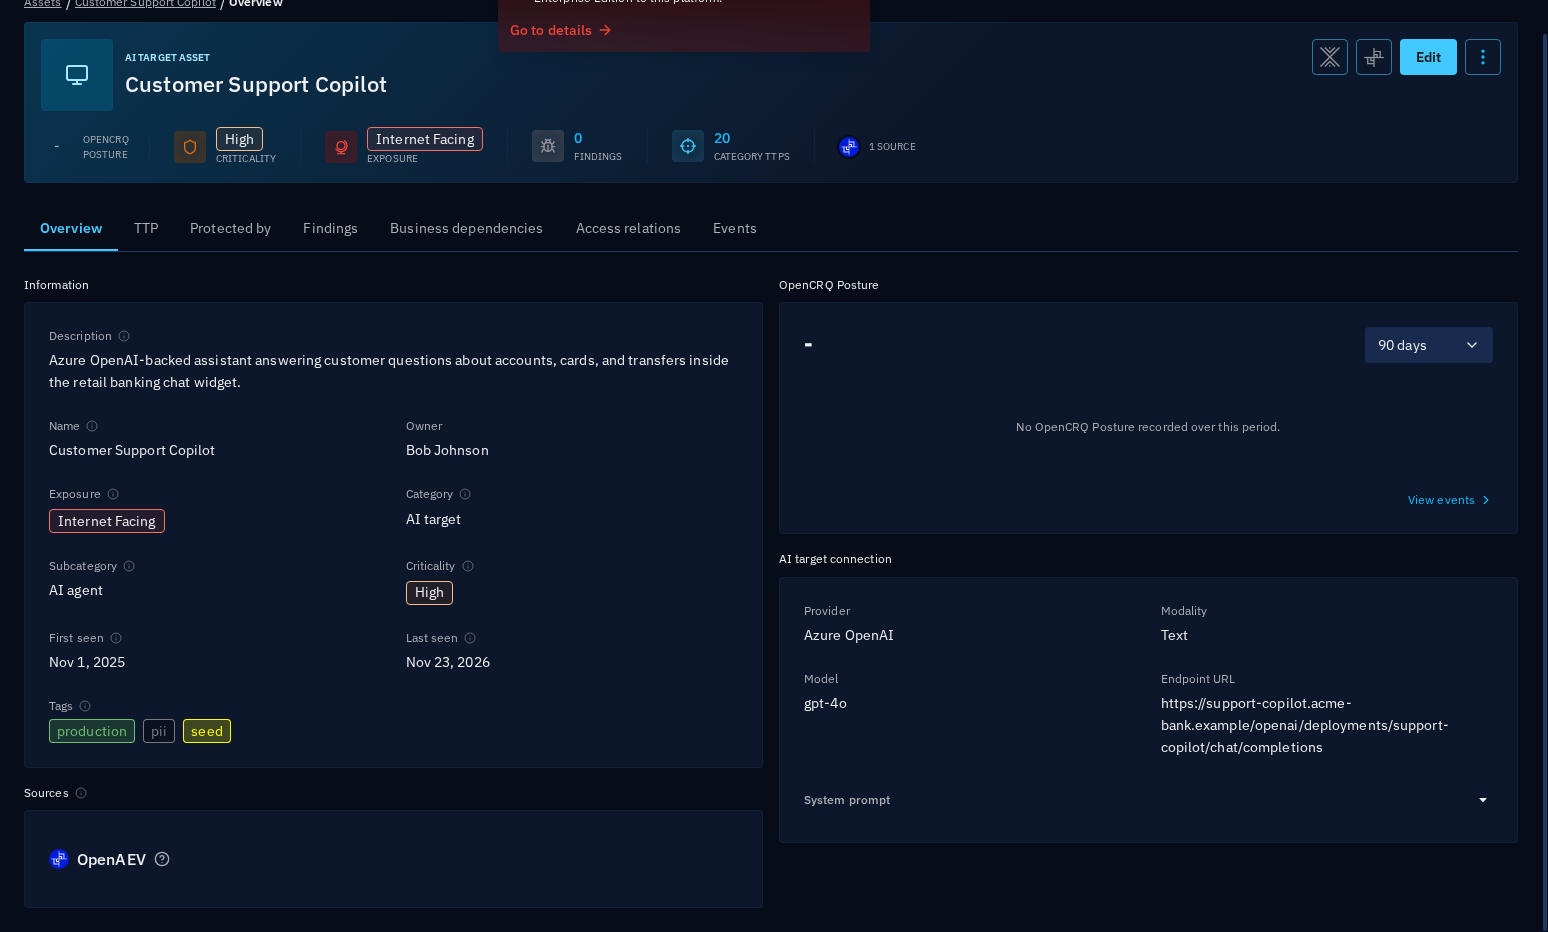 Assets / Customer Support Copilot / Overview
Enterprise Edition to this platform.
Go to details
AI TARGET ASSET
Customer Support Copilot
Edit
- OPENCRQ POSTURE
High
CRITICALITY
Internet Facing
EXPOSURE
0
FINDINGS
20
CATEGORY TTPS
1 SOURCE
Overview TTP Protected by Findings Business dependencies Access relations Events
Information
Description
Azure OpenAI-backed assistant answering customer questions about accounts, cards, and transfers inside
the retail banking chat widget.
Name Owner
Customer Support Copilot Bob Johnson
Exposure Category
Internet Facing AI target
Subcategory Criticality
AI agent High
First seen Last seen
Nov 1, 2025 Nov 23, 2026
Tags
production pii seed
Sources
OpenAEV
OpenCRQ Posture
- 90 days
No OpenCRQ Posture recorded over this period.
View events
AI target connection
Provider Modality
Azure OpenAI Text
Model Endpoint URL
gpt-4o https://support-copilot.acme-
bank.example/openai/deployments/support-
copilot/chat/completions
System prompt